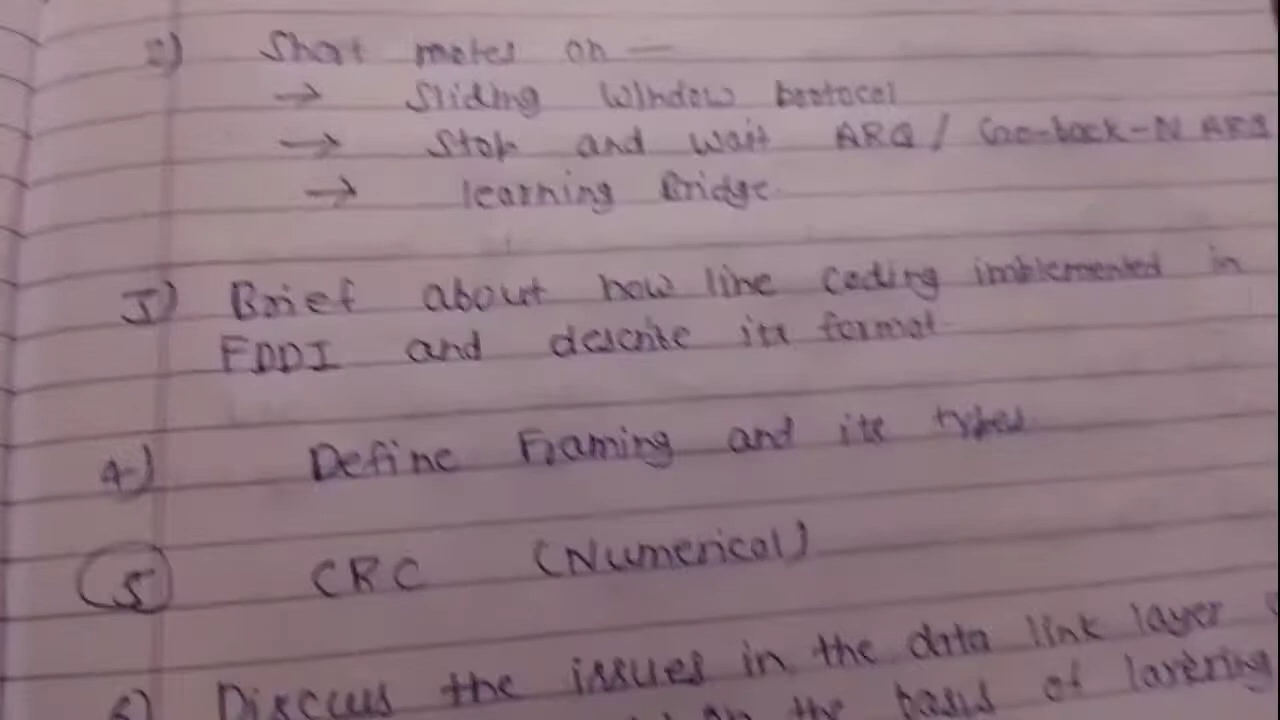 2) Short notes on —
→ Sliding Window protocol
→ Stop and wait ARQ / Go-back-N ARQ
→ learning Bridge.
3) Brief about how line coding implemented in
FDDI and describe its format.
4) Define Framing and its types.
5 CRC (Numerical)
6) Discuss the issues in the data link layer
on the basis of layering